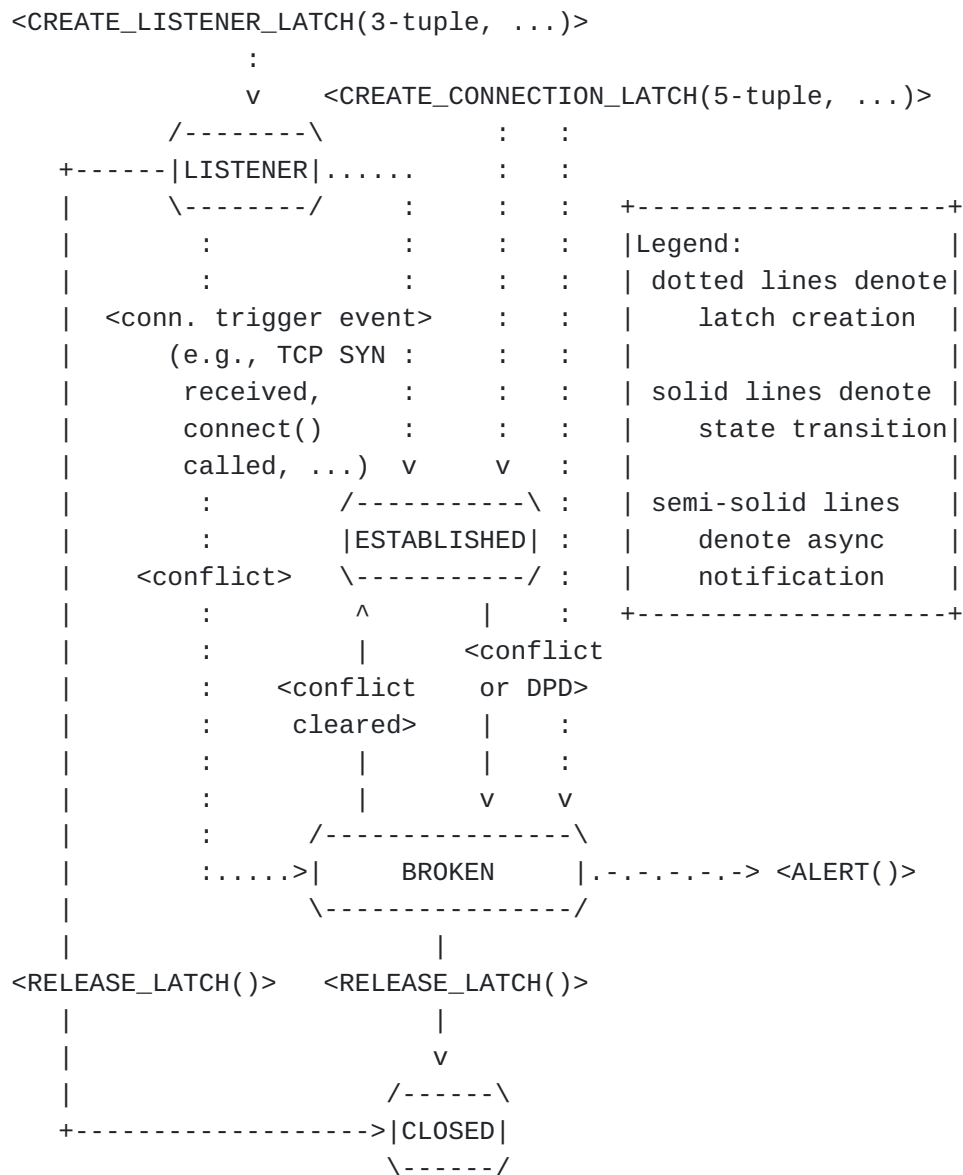 <CREATE_LISTENER_LATCH(3-tuple, ...)>
               :
               v    <CREATE_CONNECTION_LATCH(5-tuple, ...)>
          /--------\           :   :
   +------|LISTENER|......     :   :
   |      \--------/     :     :   :   +--------------------+
   |        :            :     :   :   |Legend:             |
   |        :            :     :   :   | dotted lines denote|
   |  <conn. trigger event>    :   :   |    latch creation  |
   |      (e.g., TCP SYN :     :   :   |                    |
   |       received,     :     :   :   | solid lines denote |
   |       connect()     :     :   :   |    state transition|
   |       called, ...)  v     v   :   |                    |
   |        :        /-----------\ :   | semi-solid lines   |
   |        :        |ESTABLISHED| :   |    denote async    |
   |    <conflict>   \-----------/ :   |    notification    |
   |        :         ^       |    :   +--------------------+
   |        :         |      <conflict
   |        :    <conflict    or DPD>
   |        :     cleared>    |    :
   |        :         |       |    :
   |        :         |       v    v
   |        :      /----------------\
   |        :.....>|     BROKEN     |.-.-.-.-.-> <ALERT()>
   |               \----------------/
   |                       |
<RELEASE_LATCH()>   <RELEASE_LATCH()>
   |                       |
   |                       v
   |                    /------\
   +------------------->|CLOSED|
                        \------/